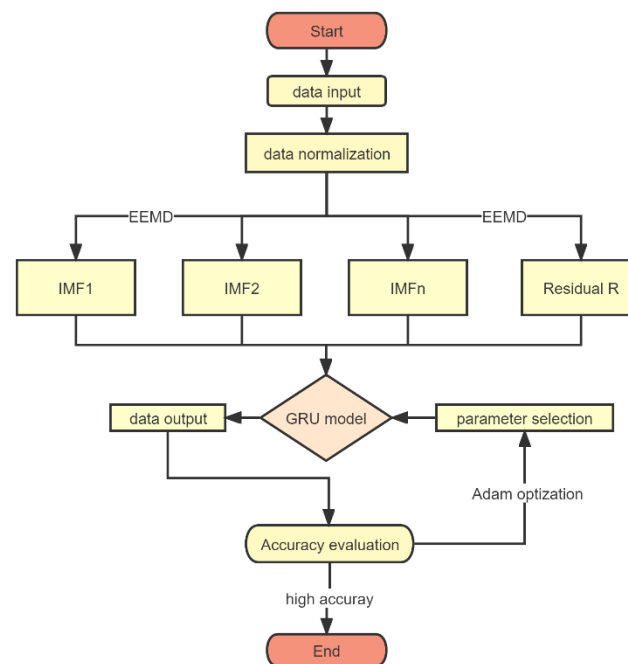 Start
data input
data normalization
EEMD
EEMD
IMF1
IMF2
IMFn
Residual R
GRU model
data output
parameter selection
Adam optization
Accuracy evaluation
high accuray
End